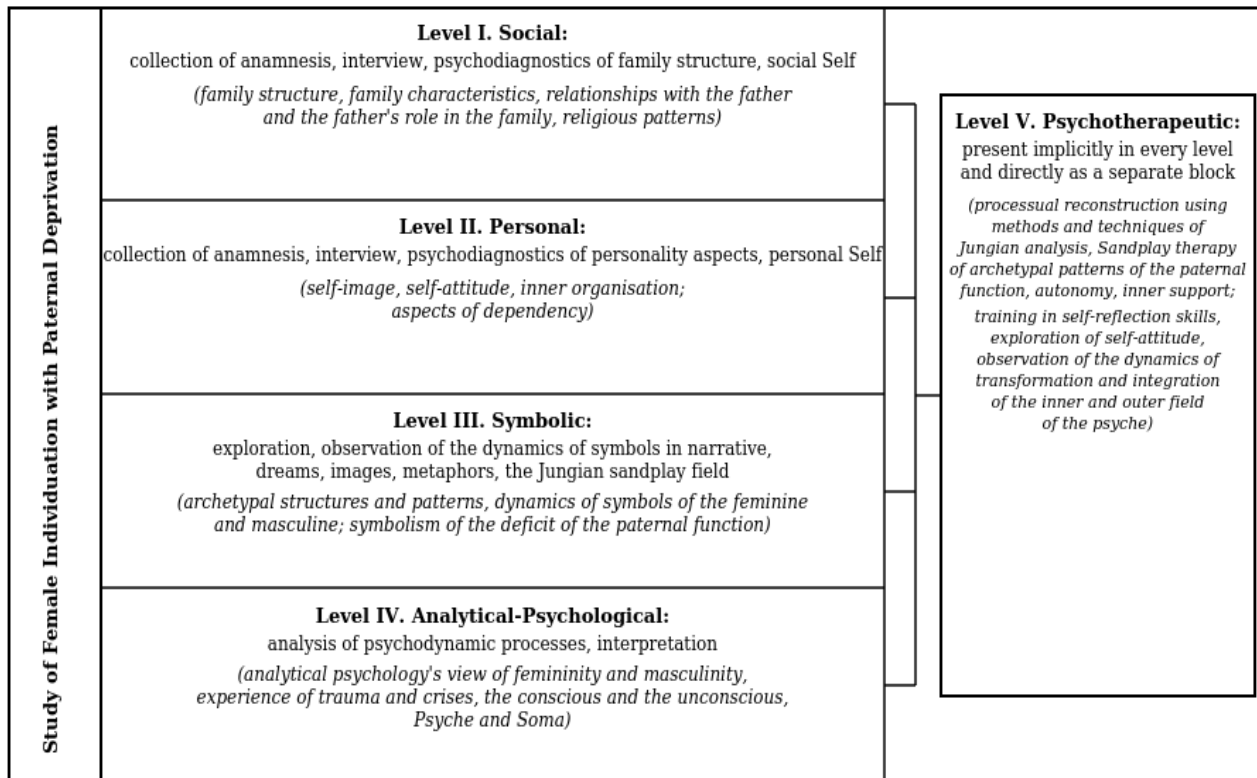 Study of Female Individuation with Paternal Deprivation
Level I. Social:
collection of anamnesis, interview, psychodiagnostics of family structure, social Self
(family structure, family characteristics, relationships with the father
and the father's role in the family, religious patterns)
Level II. Personal:
collection of anamnesis, interview, psychodiagnostics of personality aspects, personal Self
(self-image, self-attitude, inner organisation;
aspects of dependency)
Level III. Symbolic:
exploration, observation of the dynamics of symbols in narrative,
dreams, images, metaphors, the Jungian sandplay field
(archetypal structures and patterns, dynamics of symbols of the feminine
and masculine; symbolism of the deficit of the paternal function)
Level IV. Analytical-Psychological:
analysis of psychodynamic processes, interpretation
(analytical psychology's view of femininity and masculinity,
experience of trauma and crises, the conscious and the unconscious,
Psyche and Soma)
Level V. Psychotherapeutic:
present implicitly in every level
and directly as a separate block
(processual reconstruction using
methods and techniques of
Jungian analysis, Sandplay therapy
of archetypal patterns of the paternal
function, autonomy, inner support;
training in self-reflection skills,
exploration of self-attitude,
observation of the dynamics of
transformation and integration
of the inner and outer field
of the psyche)